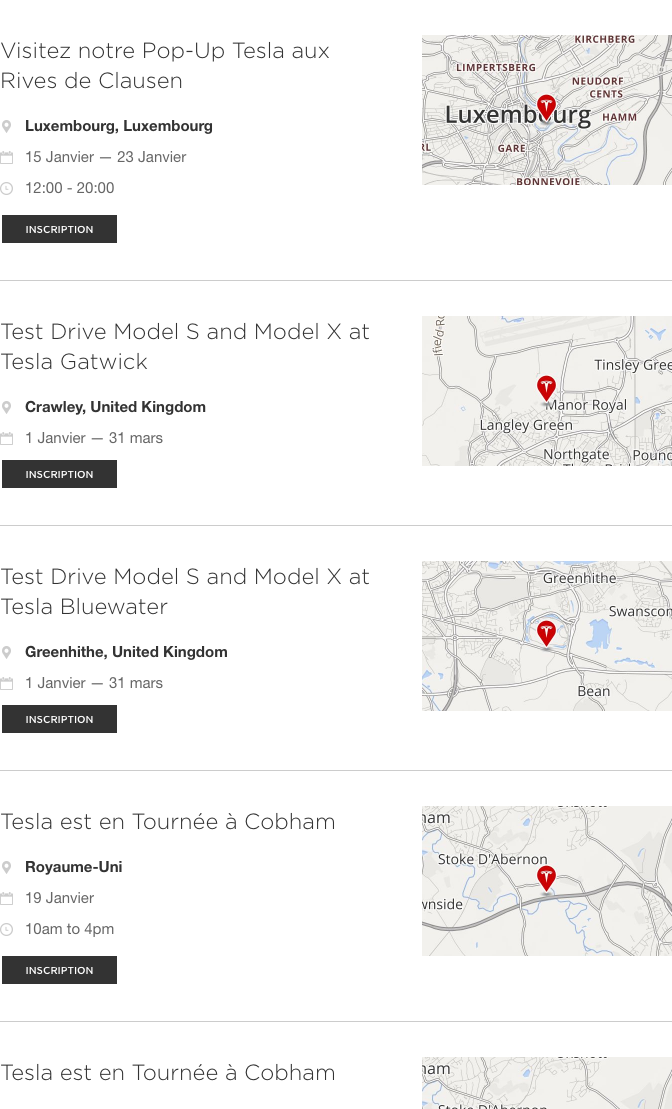 Visitez notre Pop-Up Tesla aux
Rives de Clausen
Luxembourg, Luxembourg
15 Janvier — 23 Janvier
12:00 - 20:00
INSCRIPTION
KIRCHBERG
LIMPERTSBERG
NEUDORF
CENTS
Luxembourg
HAMM
GARE
RL
BONNEVOIE
Test Drive Model S and Model X at
Tesla Gatwick
Crawley, United Kingdom
1 Janvier — 31 mars
INSCRIPTION
Tinsley Gree
Manor Royal
Langley Green
Northgate
Pound
Test Drive Model S and Model X at
Tesla Bluewater
Greenhithe, United Kingdom
1 Janvier — 31 mars
INSCRIPTION
Greenhithe
Swanscom
Bean
Tesla est en Tournée à Cobham
Royaume-Uni
19 Janvier
10am to 4pm
INSCRIPTION
ham
Stoke D'Abernon
wnside
Tesla est en Tournée à Cobham
ham
Stoke D'Abernon